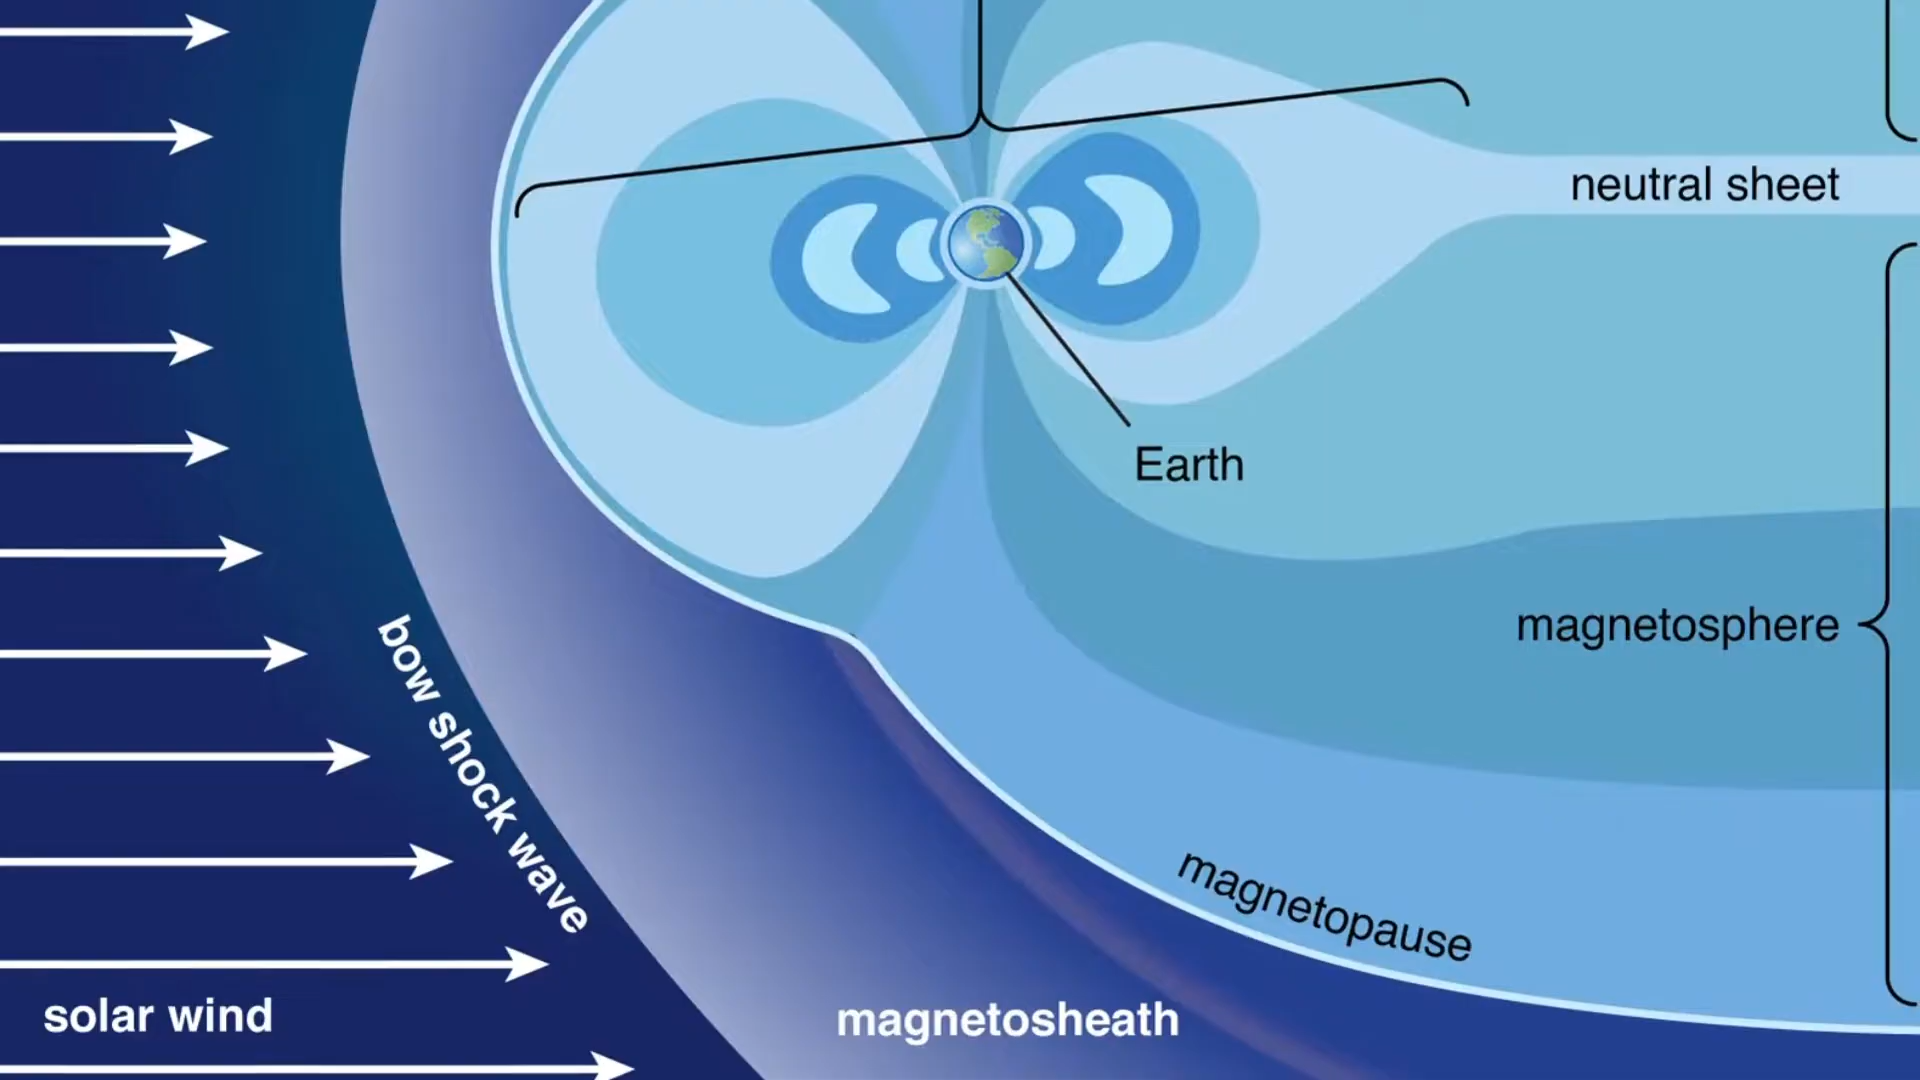 neutral sheet
Earth
magnetosphere
bow shock wave
magnetopause
solar wind
magnetosheath